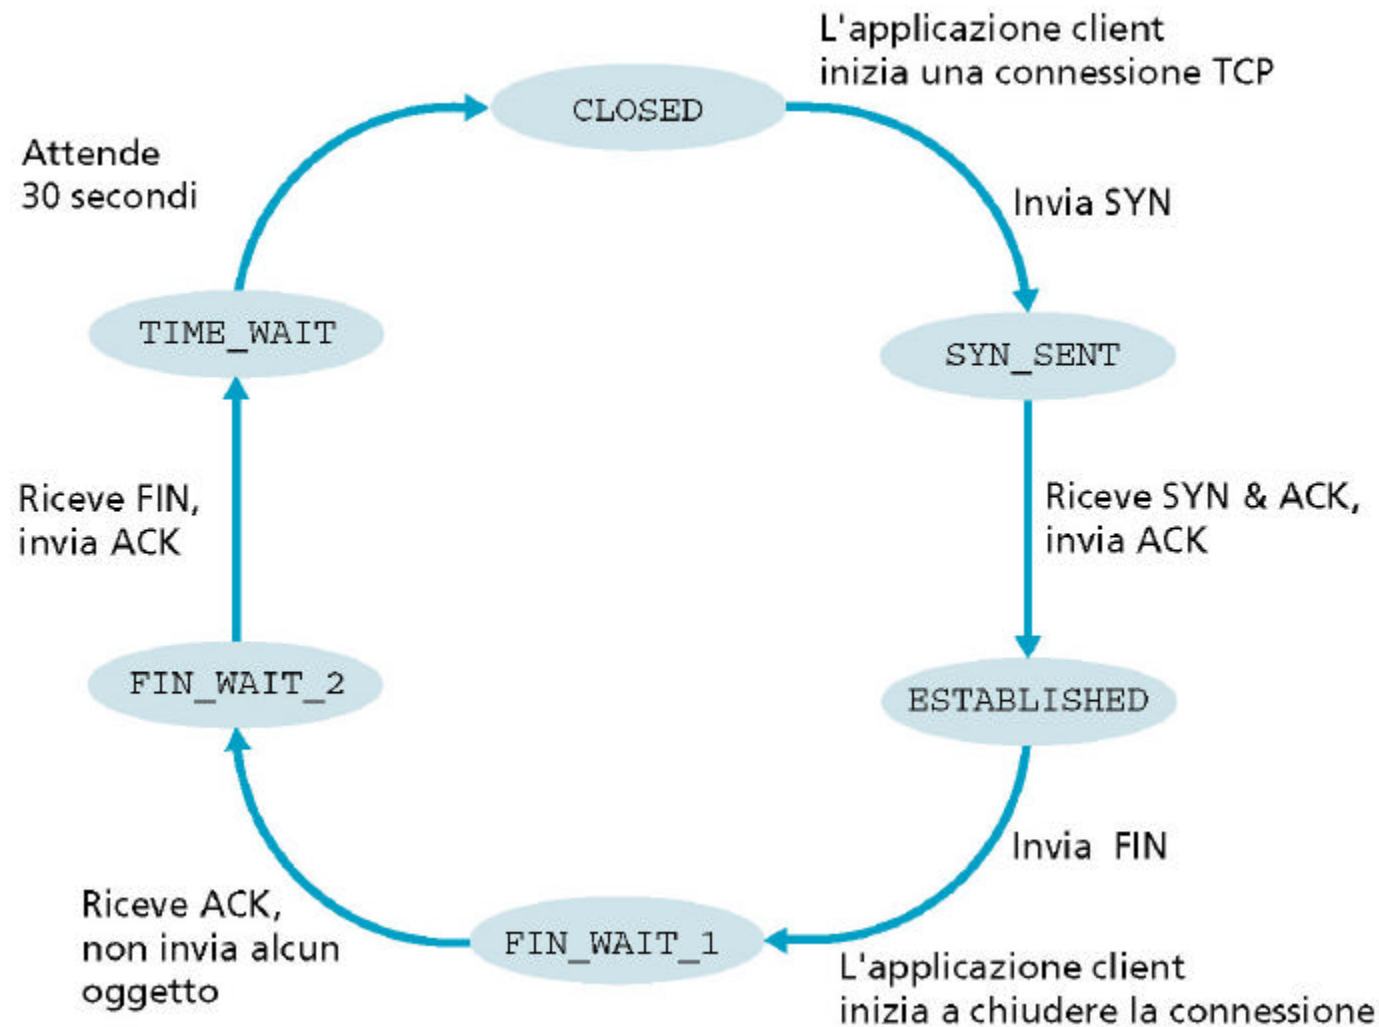 L'applicazione client
inizia una connessione TCP
CLOSED
Attende
30 secondi
Invia SYN
TIME_WAIT
SYN_SENT
Riceve FIN,
invia ACK
Riceve SYN & ACK,
invia ACK
FIN_WAIT_2
ESTABLISHED
Invia FIN
Riceve ACK,
non invia alcun
oggetto
FIN_WAIT_1
L'applicazione client
inizia a chiudere la connessione